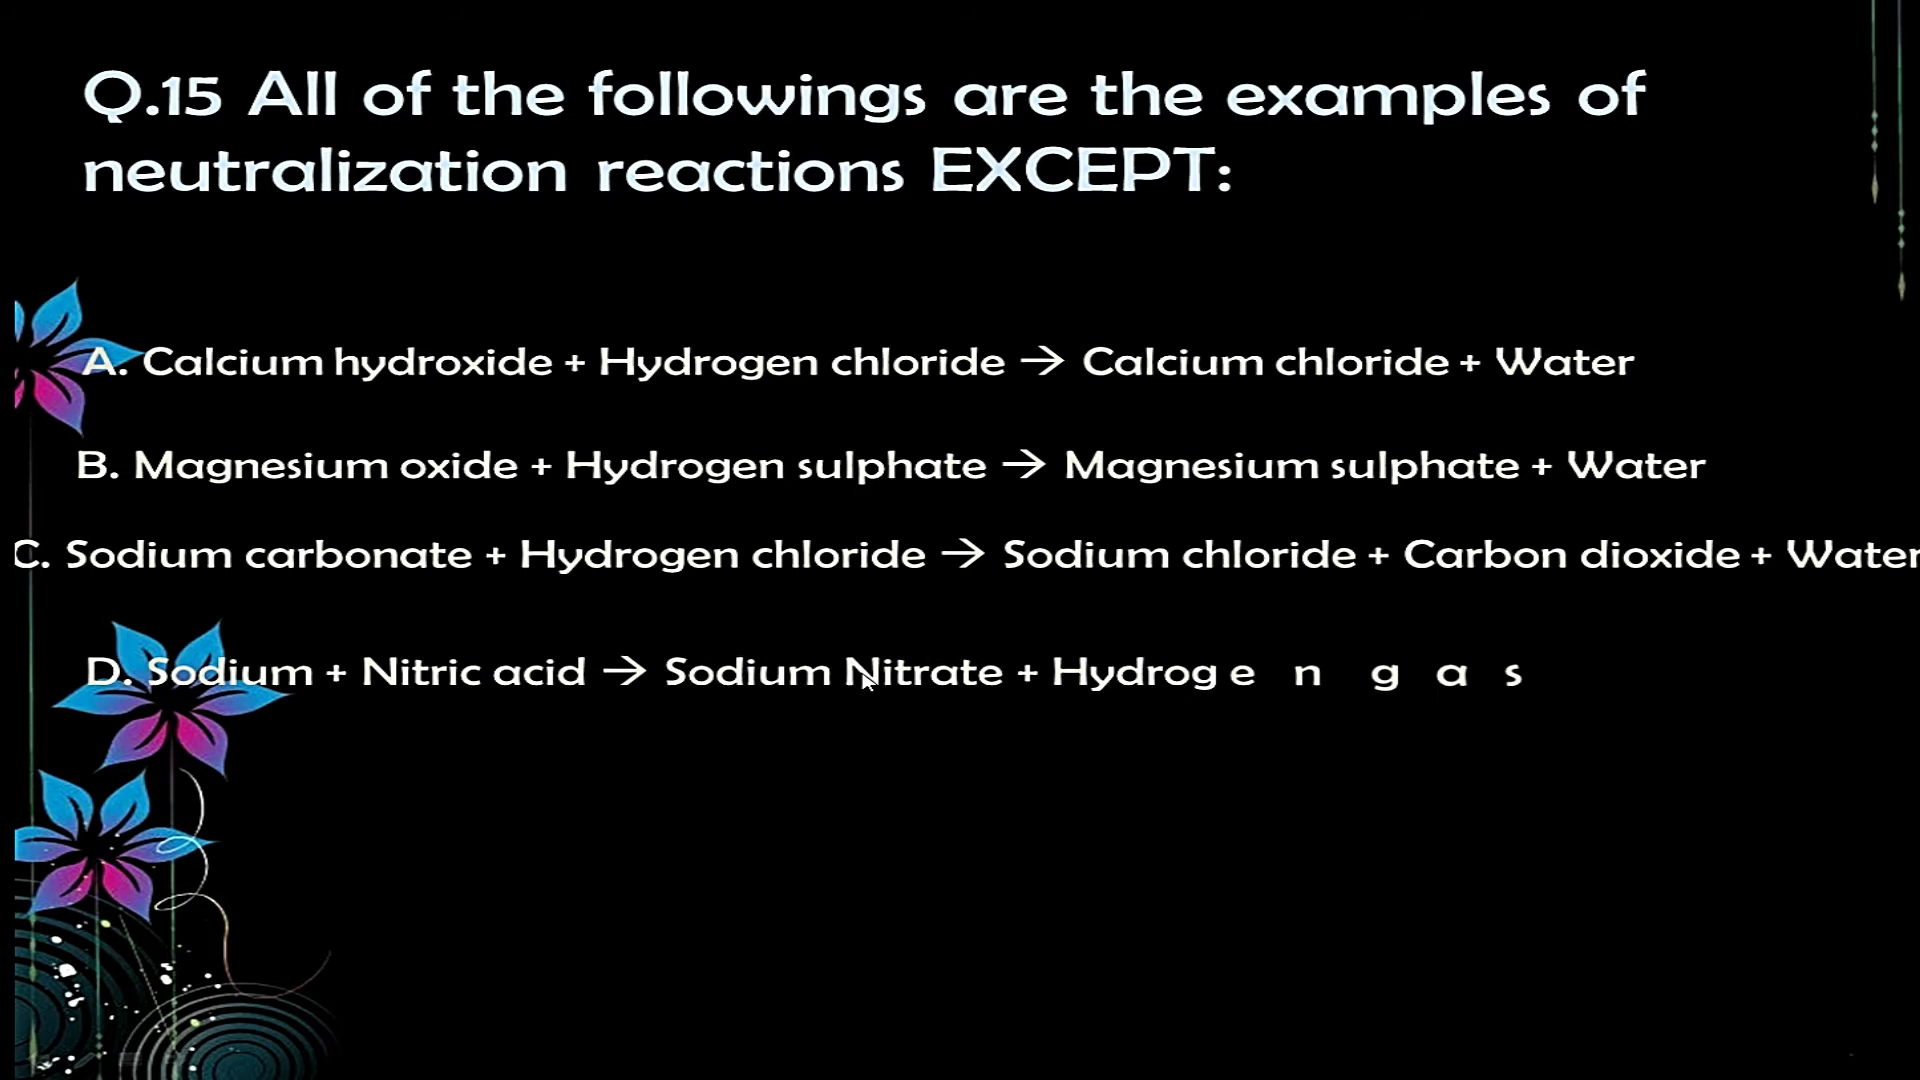 Q.15 All of the followings are the examples of
neutralization reactions EXCEPT:
A. Calcium hydroxide + Hydrogen chloride → Calcium chloride + Water
B. Magnesium oxide + Hydrogen sulphate → Magnesium sulphate + Water
C. Sodium carbonate + Hydrogen chloride → Sodium chloride + Carbon dioxide + Water
D. Sodium + Nitric acid → Sodium Nitrate + Hydrog e n g a s